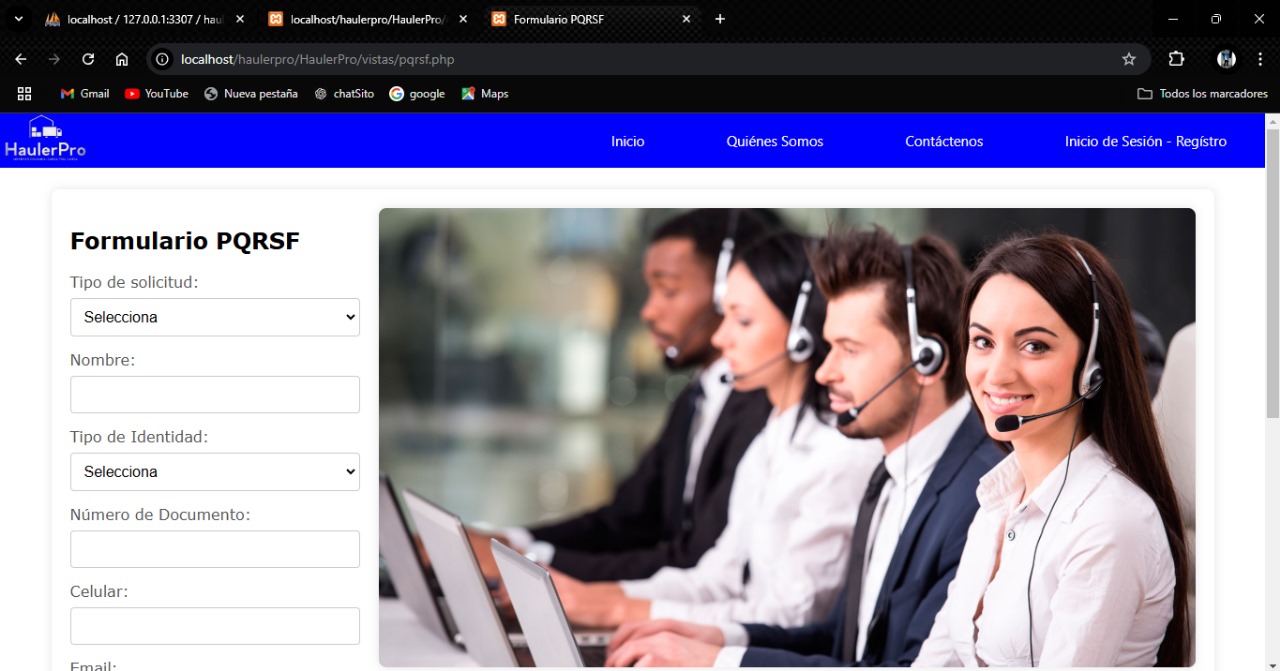 localhost / 127.0.0.1:3307 / haul
localhost/haulerpro/HaulerPro/
Formulario PQRSF
localhost/haulerpro/HaulerPro/vistas/pqrsf.php
Gmail
YouTube
Nueva pestaña
chatSito
google
Maps
Todos los marcadores
HaulerPro
Inicio
Quiénes Somos
Contáctenos
Inicio de Sesión - Regístro
Formulario PQRSF
Tipo de solicitud:
Selecciona
Nombre:
Tipo de Identidad:
Selecciona
Número de Documento:
Celular:
Email: